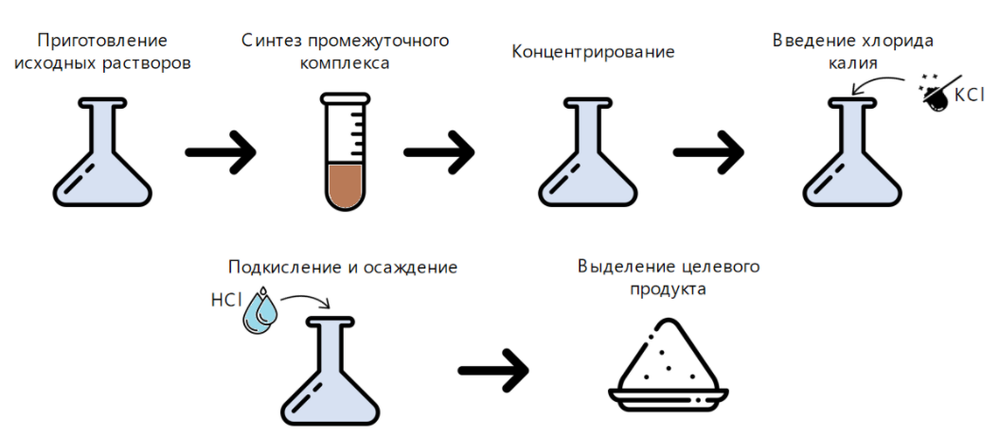 Приготовление
исходных растворов
Синтез промежуточного
комплекса
Концентрирование
Введение хлорида
калия
KCl
Подкисление и осаждение
HCl
Выделение целевого
продукта